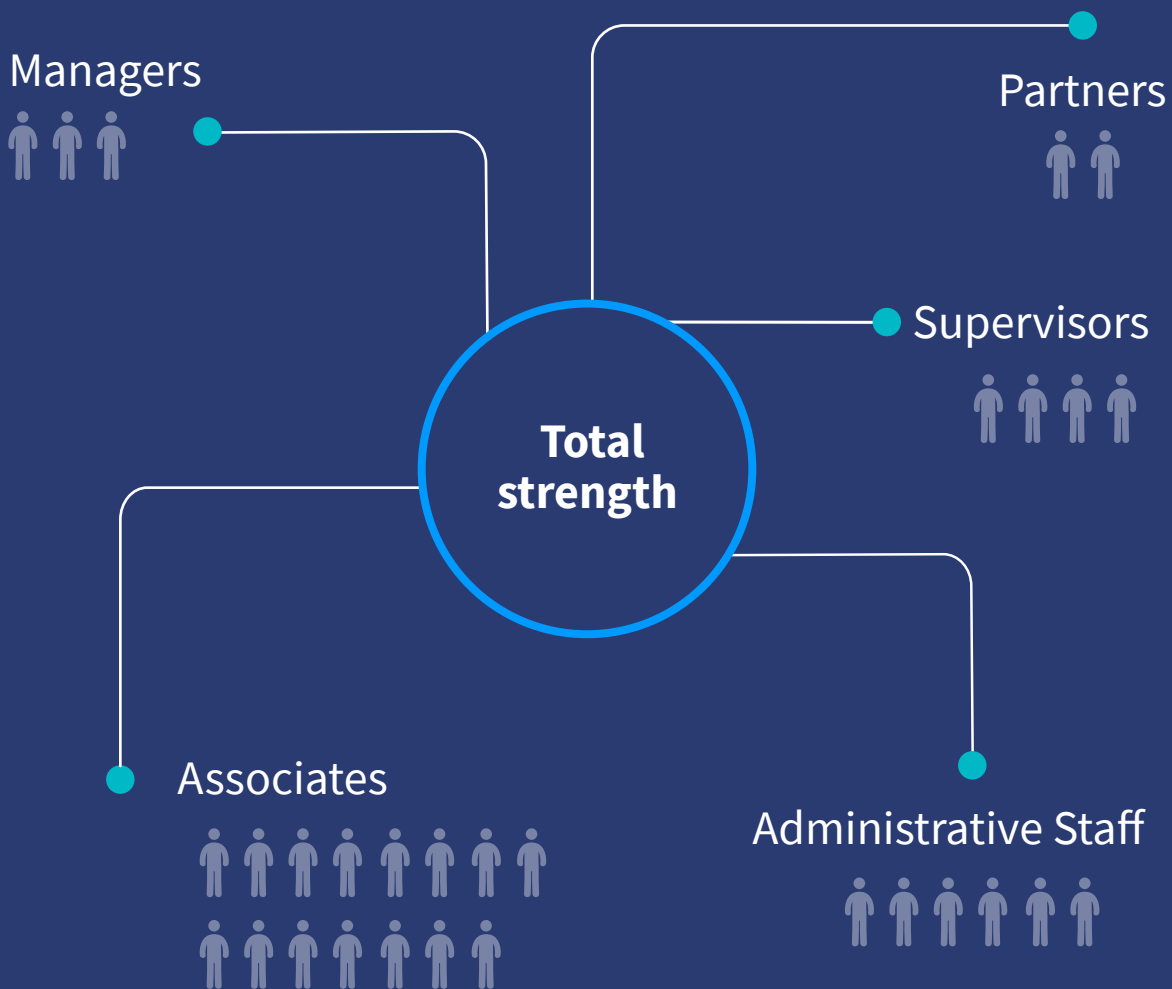 Managers
Partners
Supervisors
Total
strength
Associates
Administrative Staff